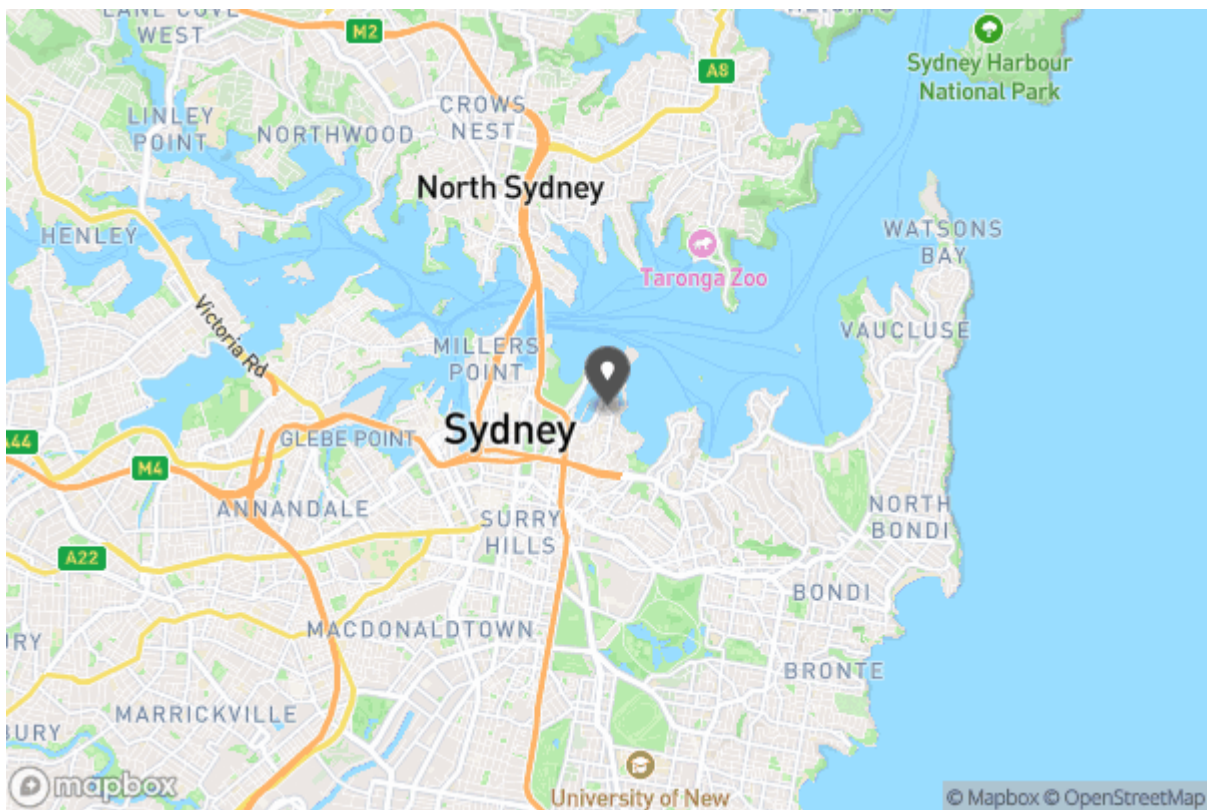 LANE COVE
WEST
M2
HEIGHTS
A8
Sydney Harbour
National Park
CROWS
NEST
LINLEY
POINT
NORTHWOOD
North Sydney
HENLEY
WATSONS
BAY
Taronga Zoo
Victoria Rd
MILLERS
POINT
VAUCLUSE
Sydney
GLEBE POINT
A44
M4
ANNANDALE
NORTH
BONDI
SURRY
HILLS
A22
BONDI
MACDONALDTOWN
BRONTE
MARRICKVILLE
mapbox
University of New
© Mapbox © OpenStreetMap